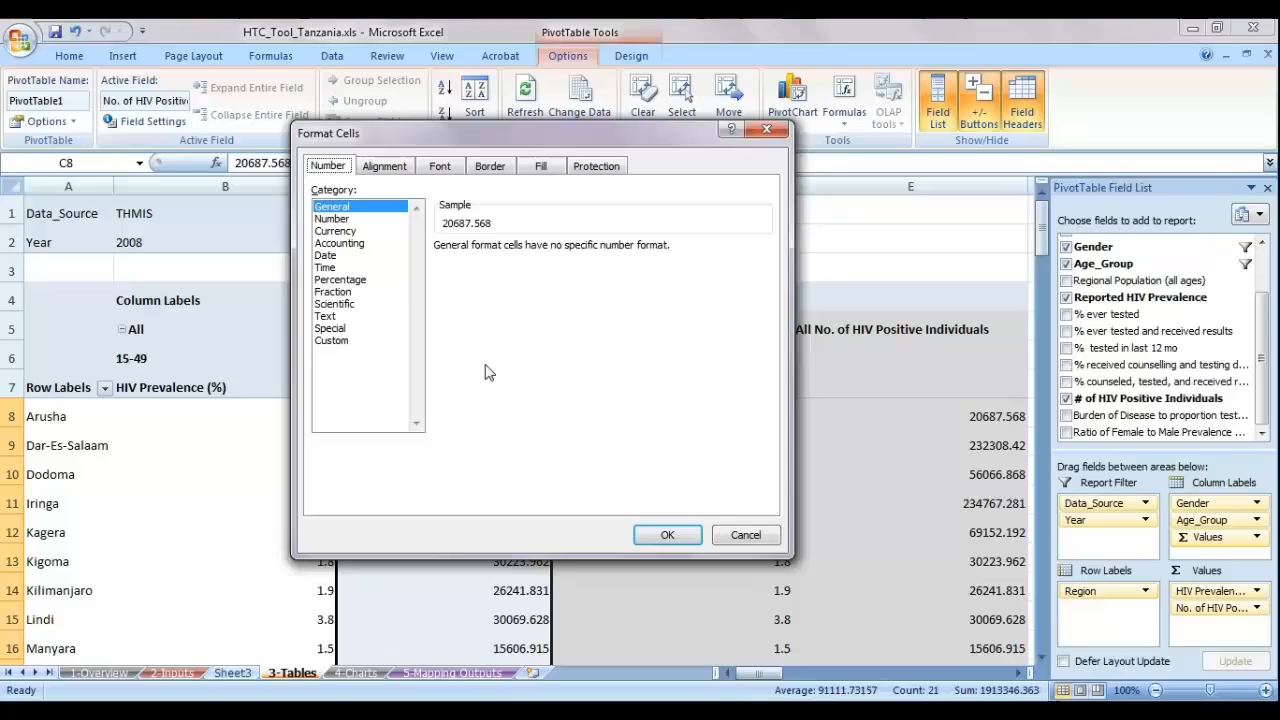 HTC_Tool_Tanzania.xls - Microsoft Excel
PivotTable Tools
Home Insert Page Layout Formulas Data Review View Acrobat Options Design
PivotTable Name:
PivotTable1
Options
PivotTable
Active Field:
No. of HIV Positive
Field Settings
Expand Entire Field
Collapse Entire Field
Active Field
Group Selection
Ungroup
Sort
Refresh
Change Data
Clear
Select
Move
PivotChart
Formulas
OLAP
tools
Tools
Field
List
+/-
Buttons
Field
Headers
Show/Hide
C8
fx
20687.568
A B E
1 Data_Source THMIS
2 Year 2008
3
4 Column Labels
5 All All No. of HIV Positive Individuals
6 15-49
7 Row Labels HIV Prevalence (%)
8 Arusha 20687.568
9 Dar-Es-Salaam 232308.42
10 Dodoma 56066.868
11 Iringa 234767.281
12 Kagera 69152.192
13 Kigoma 1.8 30223.962 1.8 30223.962
14 Kilimanjaro 1.9 26241.831 1.9 26241.831
15 Lindi 3.8 30069.628 3.8 30069.628
16 Manyara 1.5 15606.915 1.5 15606.915
Format Cells
Number Alignment Font Border Fill Protection
Category:
General
Number
Currency
Accounting
Date
Time
Percentage
Fraction
Scientific
Text
Special
Custom
Sample
20687.568
General format cells have no specific number format.
OK Cancel
PivotTable Field List
Choose fields to add to report:
Gender
Age_Group
Regional Population (all ages)
Reported HIV Prevalence
% ever tested
% ever tested and received results
% tested in last 12 mo
% received counselling and testing d...
% counseled, tested, and received r...
# of HIV Positive Individuals
Burden of Disease to proportion test...
Ratio of Female to Male Prevalence ...
Drag fields between areas below:
Report Filter
Data_Source
Year
Column Labels
Gender
Age_Group
Σ Values
Row Labels
Region
Σ Values
HIV Prevalen...
No. of HIV Po...
Defer Layout Update
Update
1-Overview 2-Inputs Sheet3 3-Tables 4-Charts 5-Mapping Outputs
Ready
Average: 91111.73157 Count: 21 Sum: 1913346.363
100%